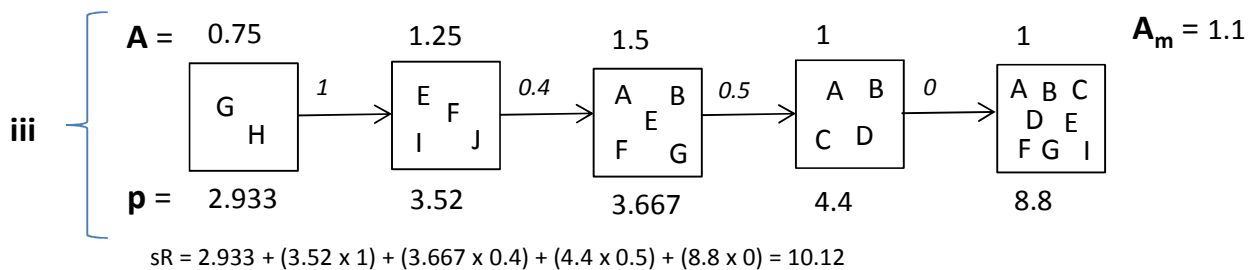 A = 0.75 1.25 1.5 1 1 Aₘ = 1.1
iii
G H
1
E F I J
0.4
A B E F G
0.5
A B C D
0
A B C D E F G I
p = 2.933 3.52 3.667 4.4 8.8
sR = 2.933 + (3.52 x 1) + (3.667 x 0.4) + (4.4 x 0.5) + (8.8 x 0) = 10.12